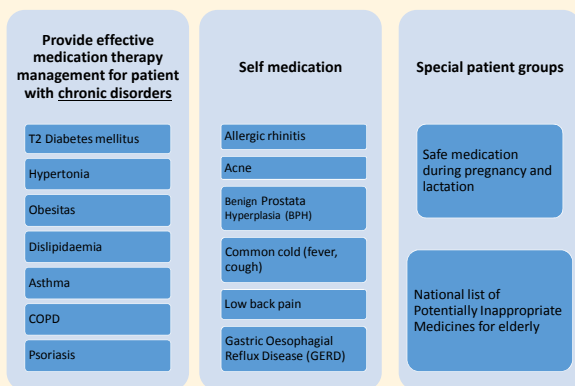 Provide effective
medication therapy
management for patient
with chronic disorders
T2 Diabetes mellitus
Hypertonia
Obesitas
Dislipidaemia
Asthma
COPD
Psoriasis
Self medication
Allergic rhinitis
Acne
Benign Prostata
Hyperplasia (BPH)
Common cold (fever,
cough)
Low back pain
Gastric Oesophagial
Reflux Disease (GERD)
Special patient groups
Safe medication
during pregnancy and
lactation
National list of
Potentially Inappropriate
Medicines for elderly